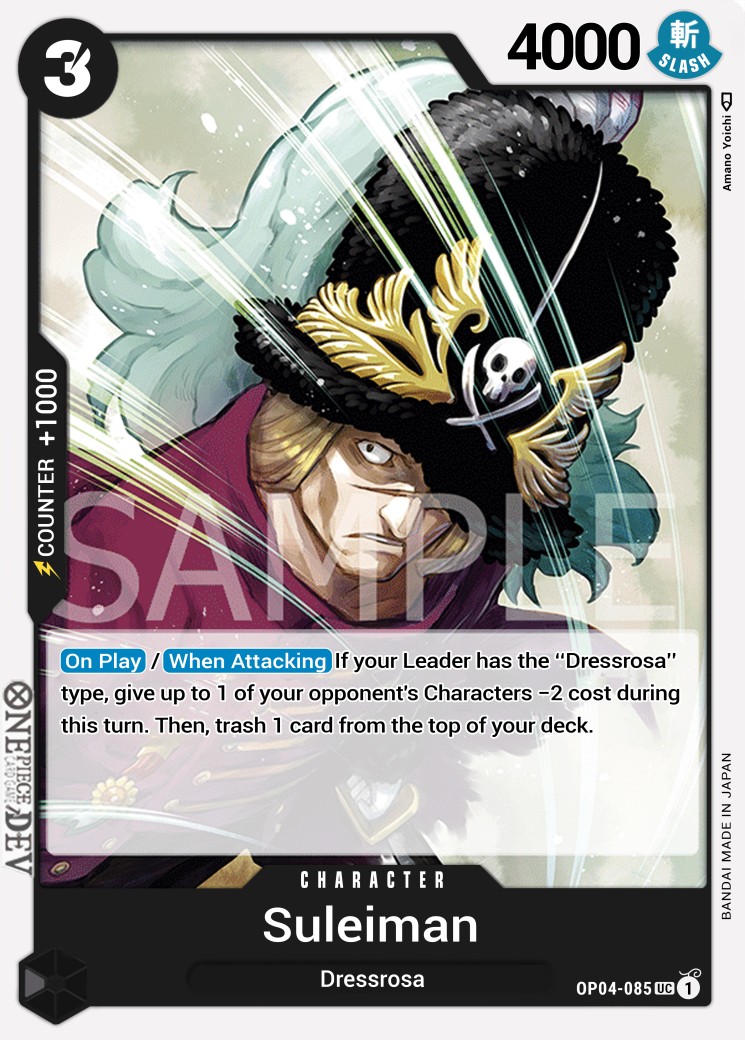 3
4000
斬
SLASH
Amano Yoichi
COUNTER +1000
SAMPLE
On Play / When Attacking If your Leader has the “Dressrosa”
type, give up to 1 of your opponent's Characters −2 cost during
this turn. Then, trash 1 card from the top of your deck.
ONE PIECE
CARD GAME
DEV
BANDAI MADE IN JAPAN
CHARACTER
Suleiman
Dressrosa
OP04-085 UC 1